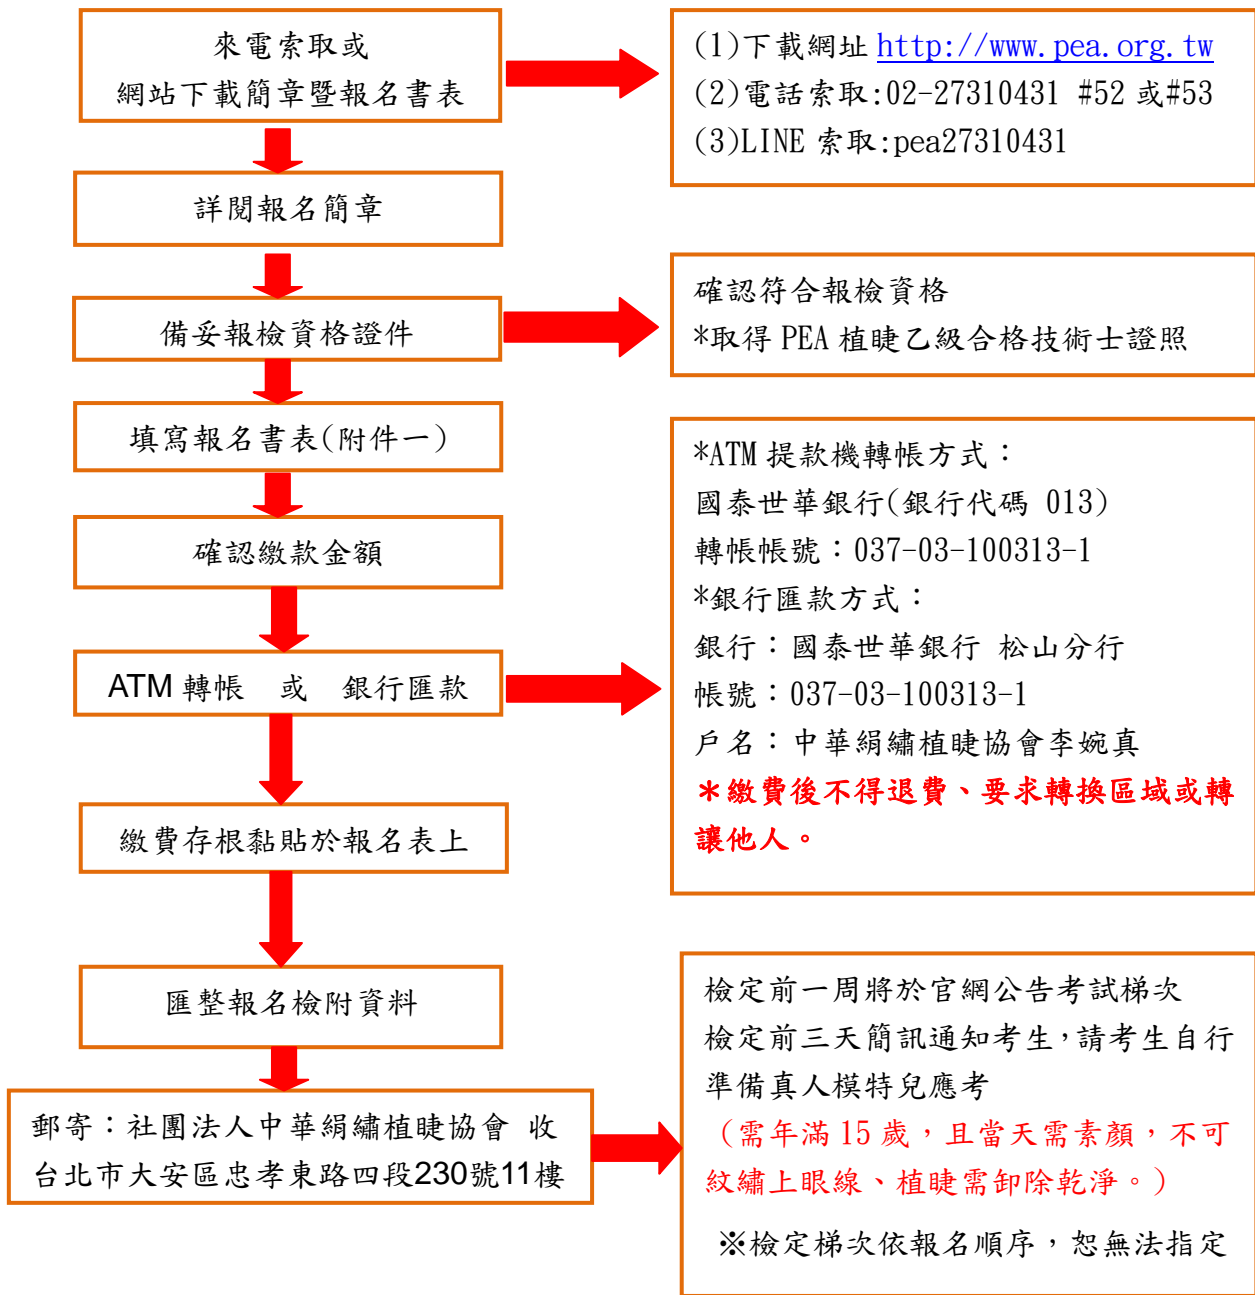 來電索取或
網站下載簡章暨報名書表
(1)下載網址 http://www.pea.org.tw
(2)電話索取:02-27310431 #52 或#53
(3)LINE 索取:pea27310431
詳閱報名簡章
備妥報檢資格證件
確認符合報檢資格
*取得 PEA 植睫乙級合格技術士證照
填寫報名書表(附件一)
確認繳款金額
ATM 轉帳 或 銀行匯款
*ATM 提款機轉帳方式：
國泰世華銀行(銀行代碼 013)
轉帳帳號：037-03-100313-1
*銀行匯款方式：
銀行：國泰世華銀行 松山分行
帳號：037-03-100313-1
戶名：中華絹繡植睫協會李婉真
＊繳費後不得退費、要求轉換區域或轉
讓他人。
繳費存根黏貼於報名表上
匯整報名檢附資料
郵寄：社團法人中華絹繡植睫協會 收
台北市大安區忠孝東路四段230號11樓
檢定前一周將於官網公告考試梯次
檢定前三天簡訊通知考生，請考生自行
準備真人模特兒應考
（需年滿 15 歲，且當天需素顏，不可
紋繡上眼線、植睫需卸除乾淨。）
※檢定梯次依報名順序，恕無法指定